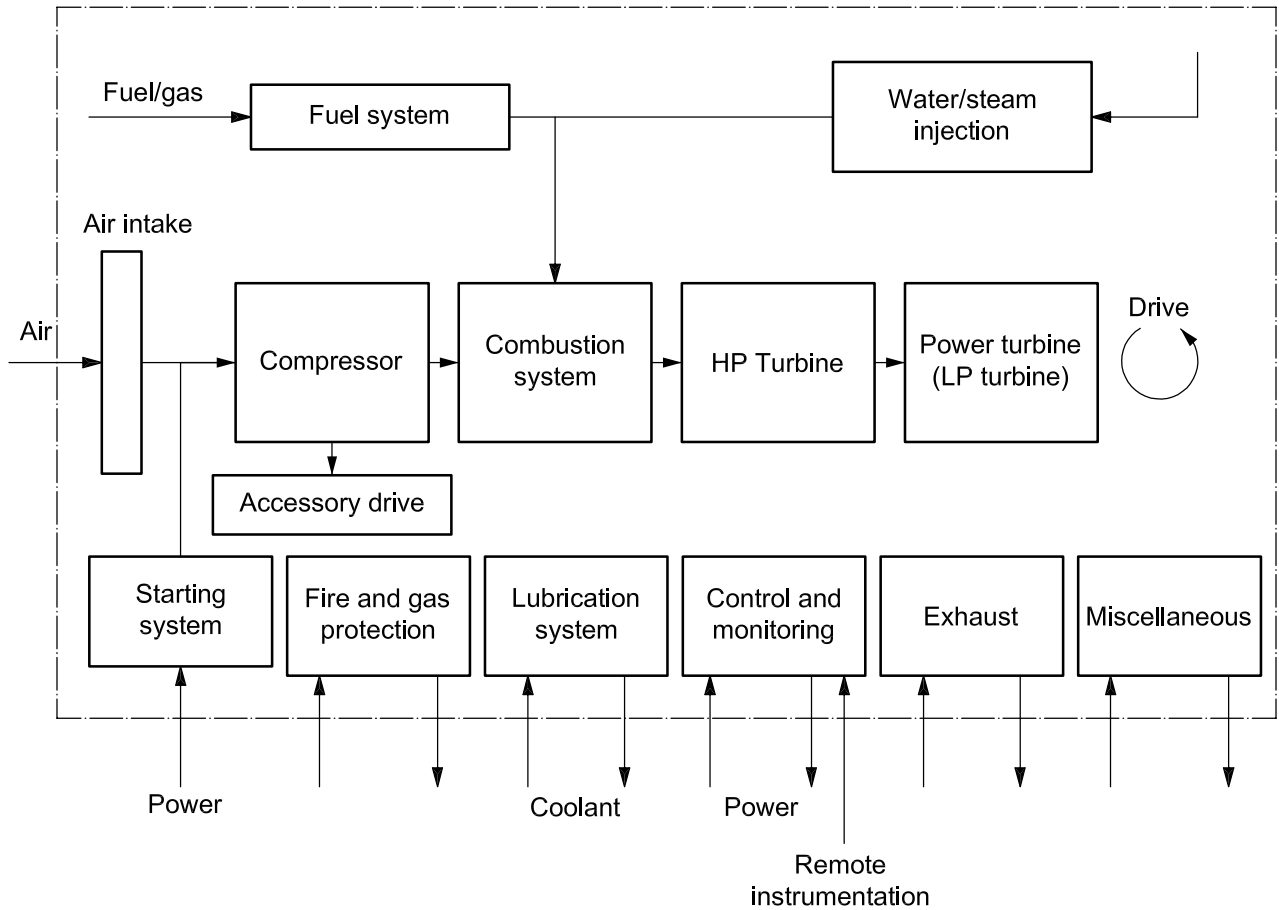 Fuel/gas
Fuel system
Water/steam
injection
Air intake
Air
Compressor
Combustion
system
HP Turbine
Power turbine
(LP turbine)
Drive
Accessory drive
Starting
system
Fire and gas
protection
Lubrication
system
Control and
monitoring
Exhaust
Miscellaneous
Power
Coolant
Power
Remote
instrumentation